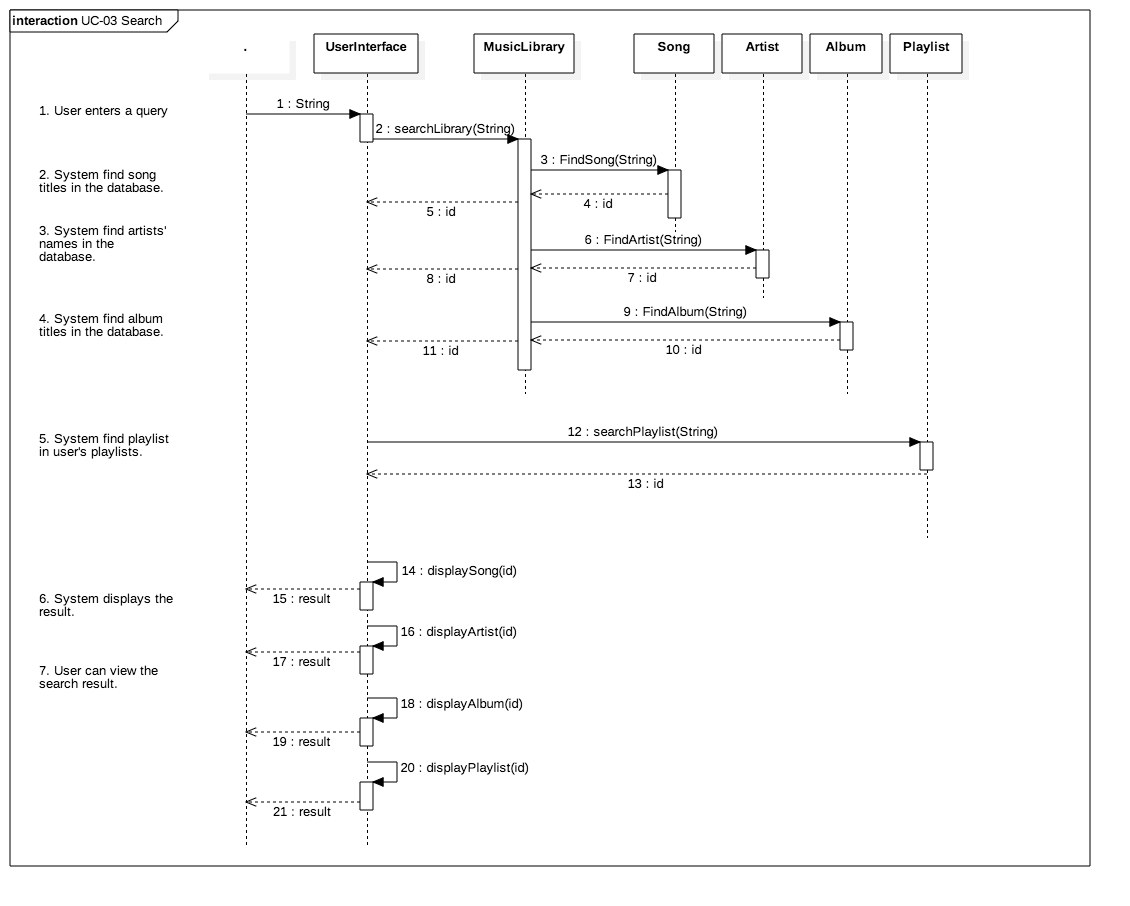 interaction UC-03 Search
.
UserInterface
MusicLibrary
Song
Artist
Album
Playlist
1. User enters a query
1 : String
2 : searchLibrary(String)
3 : FindSong(String)
2. System find song
titles in the database.
4 : id
5 : id
3. System find artists'
names in the
database.
6 : FindArtist(String)
7 : id
8 : id
4. System find album
titles in the database.
9 : FindAlbum(String)
10 : id
11 : id
5. System find playlist
in user's playlists.
12 : searchPlaylist(String)
13 : id
14 : displaySong(id)
15 : result
6. System displays the
result.
16 : displayArtist(id)
17 : result
7. User can view the
search result.
18 : displayAlbum(id)
19 : result
20 : displayPlaylist(id)
21 : result